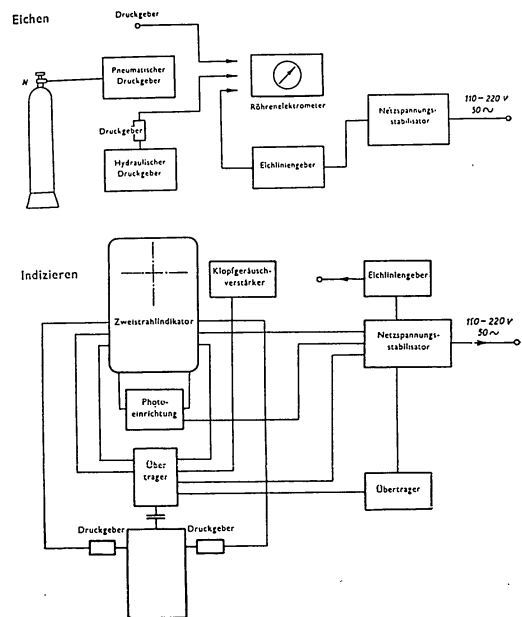 Eichen
Druckgeber
N
Pneumatischer
Druckgeber
Röhrenelektrometer
Druckgeber
Hydraulischer
Druckgeber
Eichliniengeber
Netzspannungs-
stabilisator
110-220 V
50 ~
Indizieren
Zweistrahlindikator
Klopfgeräusch-
verstärker
Eichliniengeber
Netzspannungs-
stabilisator
110-220 V
50 ~
Photo-
einrichtung
Über
trager
Übertrager
Druckgeber
Druckgeber